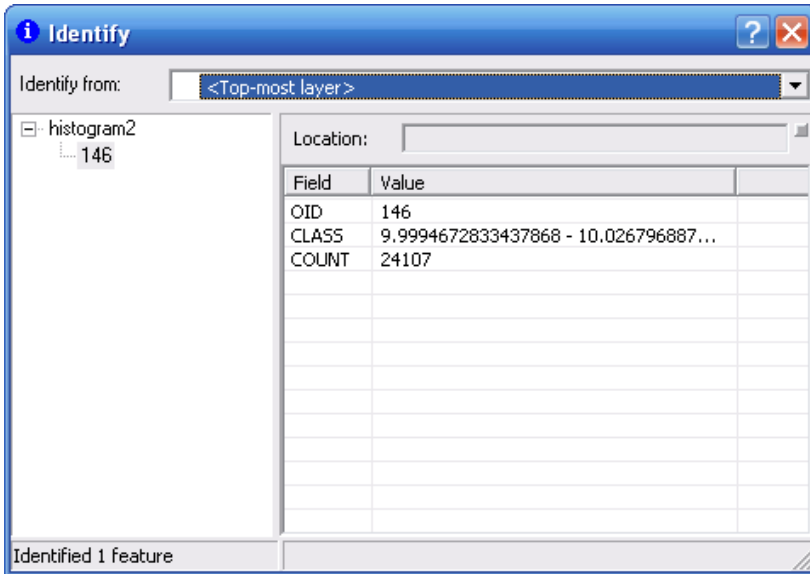 Identify
Identify from: <Top-most layer>
histogram2
146
Location:
Field Value
OID 146
CLASS 9.9994672833437868 - 10.026796887...
COUNT 24107
Identified 1 feature